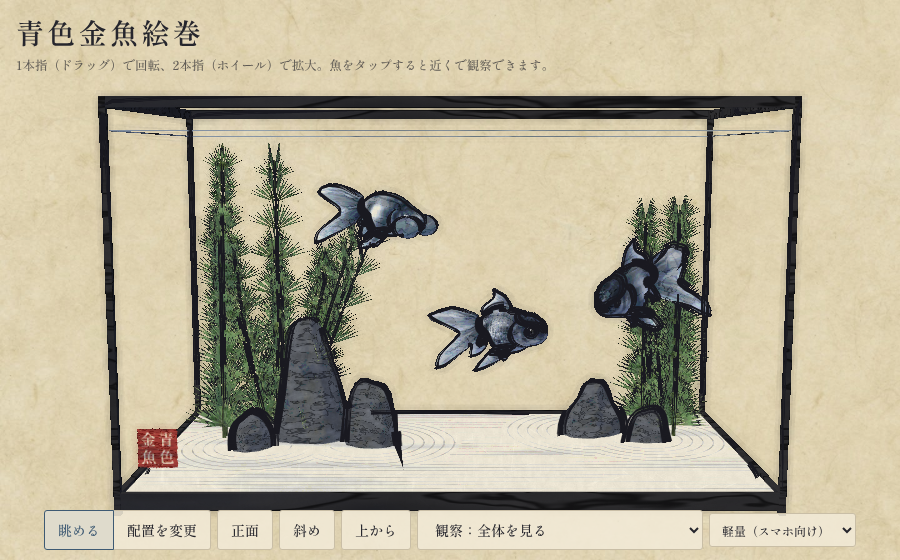 青色金魚絵巻
1本指（ドラッグ）で回転、2本指（ホイール）で拡大。魚をタップすると近くで観察できます。
青色
金魚
眺める 配置を変更 正面 斜め 上から 観察：全体を見る 軽量（スマホ向け）